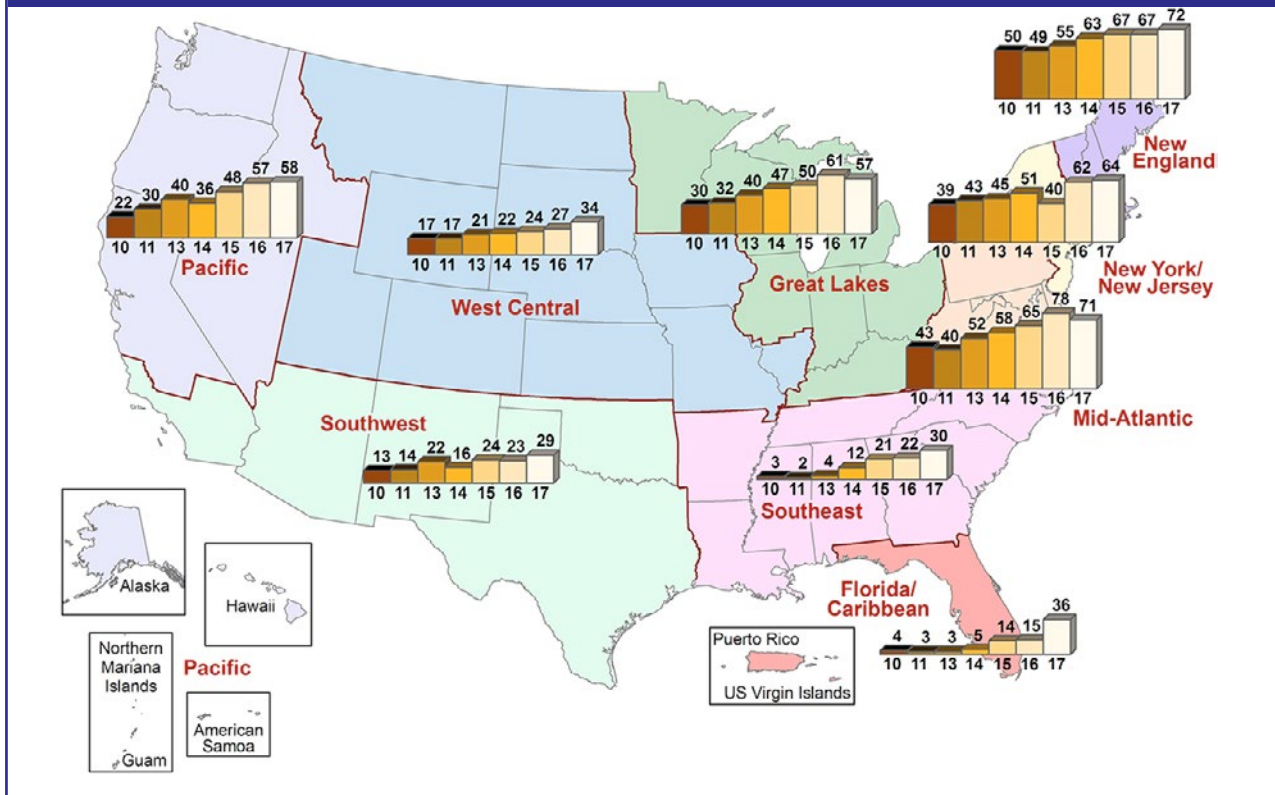 50 49 55 63 67 67 72
10 11 13 14 15 16 17
New
England
22 30 40 36 48 57 58
10 11 13 14 15 16 17
Pacific
17 17 21 22 24 27 34
10 11 13 14 15 16 17
West Central
30 32 40 47 50 61 57
10 11 13 14 15 16 17
Great Lakes
39 43 45 51 40 62 64
10 11 13 14 15 16 17
New York/
New Jersey
43 40 52 58 65 78 71
10 11 13 14 15 16 17
Mid-Atlantic
Southwest
13 14 22 16 24 23 29
10 11 13 14 15 16 17
3 2 4 12 21 22 30
10 11 13 14 15 16 17
Southeast
Florida/
Caribbean
4 3 3 5 14 15 36
10 11 13 14 15 16 17
Alaska
Hawaii
Northern
Mariana
Islands
Guam
Pacific
American
Samoa
Puerto Rico
US Virgin Islands